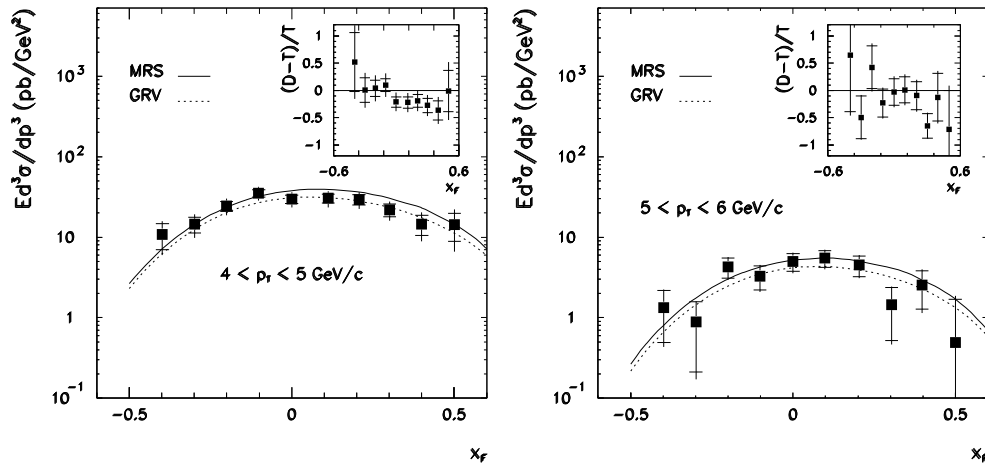 Ed³σ/dp³ (pb/GeV²)
10³
10²
10
1
10⁻¹
MRS
GRV
(D−T)/T
1
0.5
0
−0.5
−1
−0.6
0.6
x_F
4 < p_T < 5 GeV/c
−0.5
0
0.5
x_F
Ed³σ/dp³ (pb/GeV²)
10³
10²
10
1
10⁻¹
MRS
GRV
(D−T)/T
1
0.5
0
−0.5
−1
−0.6
0.6
x_F
5 < p_T < 6 GeV/c
−0.5
0
0.5
x_F